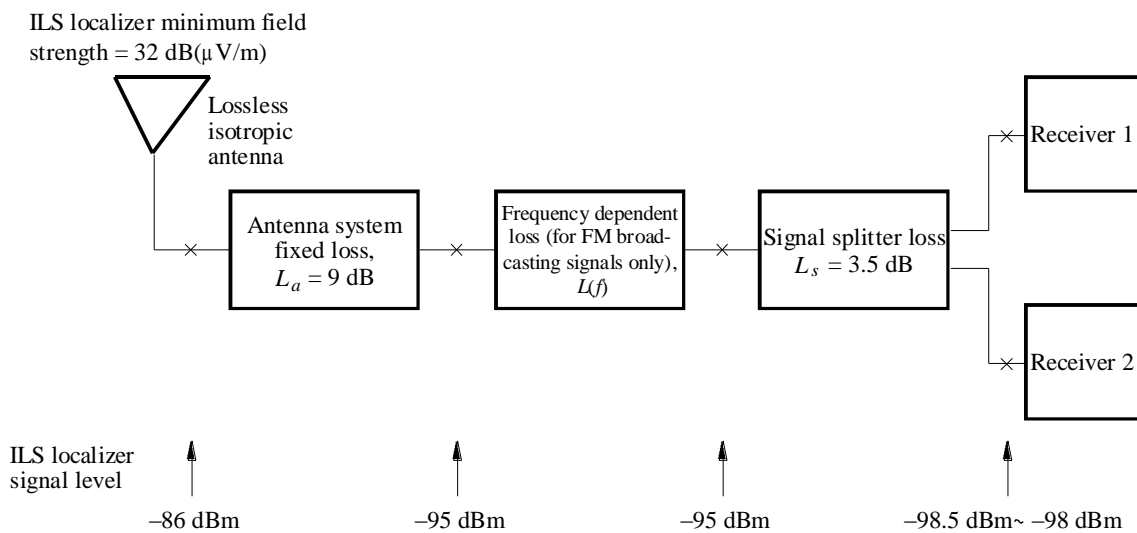 ILS localizer minimum field
strength = 32 dB(µV/m)
Lossless
isotropic
antenna
Antenna system
fixed loss,
L a = 9 dB
Frequency dependent
loss (for FM broad-
casting signals only),
L(f)
Signal splitter loss
L s = 3.5 dB
Receiver 1
Receiver 2
ILS localizer
signal level
–86 dBm
–95 dBm
–95 dBm
–98.5 dBm~ –98 dBm